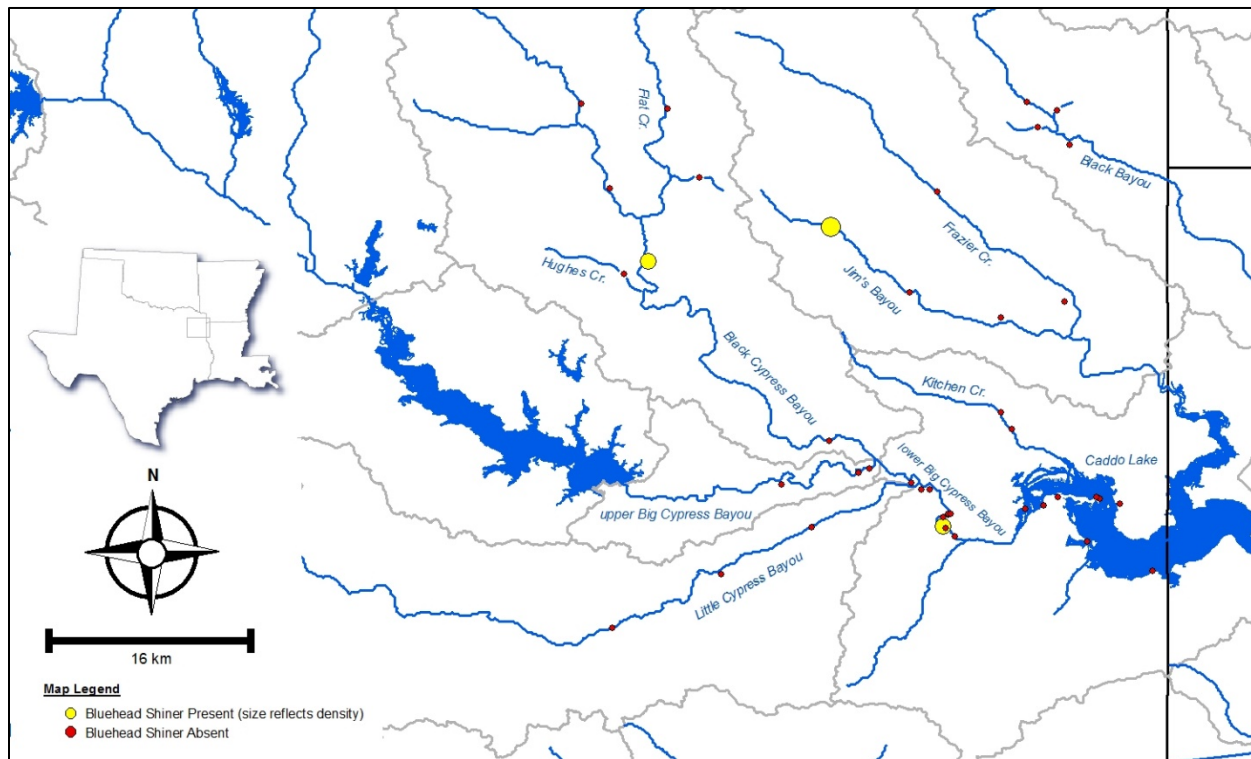 Flat Cr.
Black Bayou
Frazier Cr.
Hughes Cr.
Jim's Bayou
Black Cypress Bayou
Kitchen Cr.
Caddo Lake
lower Big Cypress Bayou
upper Big Cypress Bayou
Little Cypress Bayou
N
16 km
Map Legend
Bluehead Shiner Present (size reflects density)
Bluehead Shiner Absent